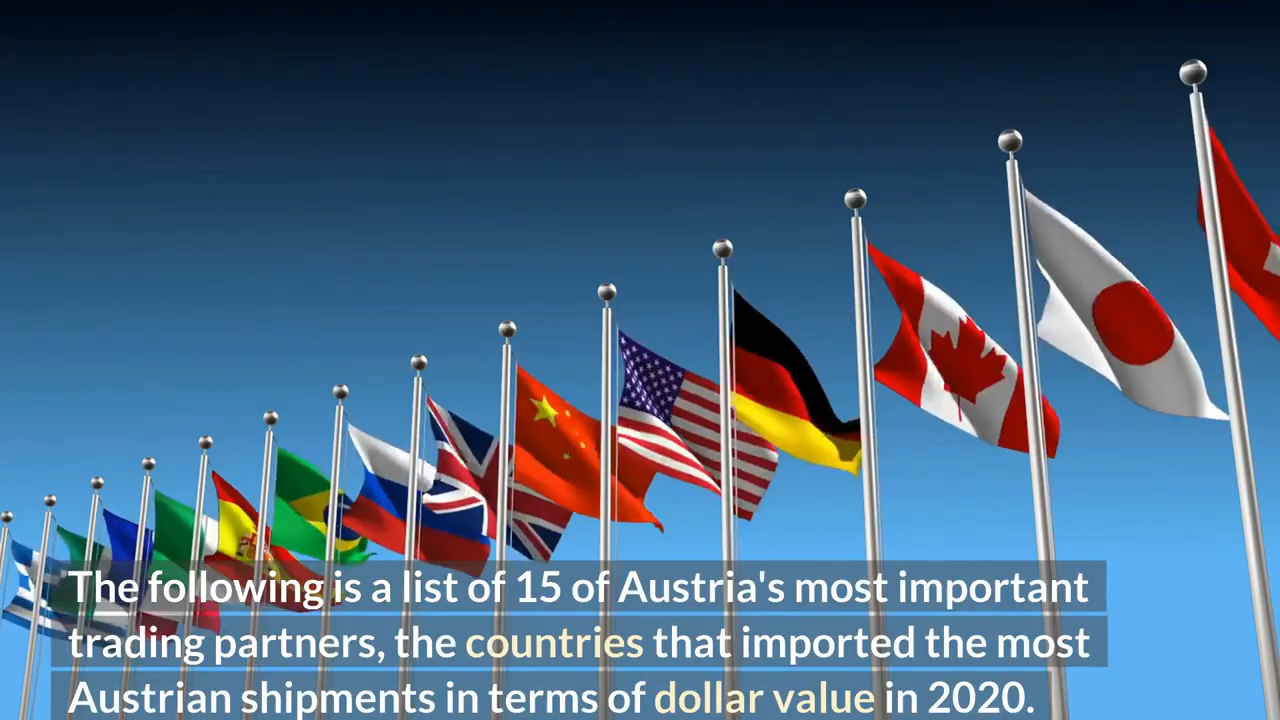 The following is a list of 15 of Austria's most important
trading partners, the countries that imported the most
Austrian shipments in terms of dollar value in 2020.